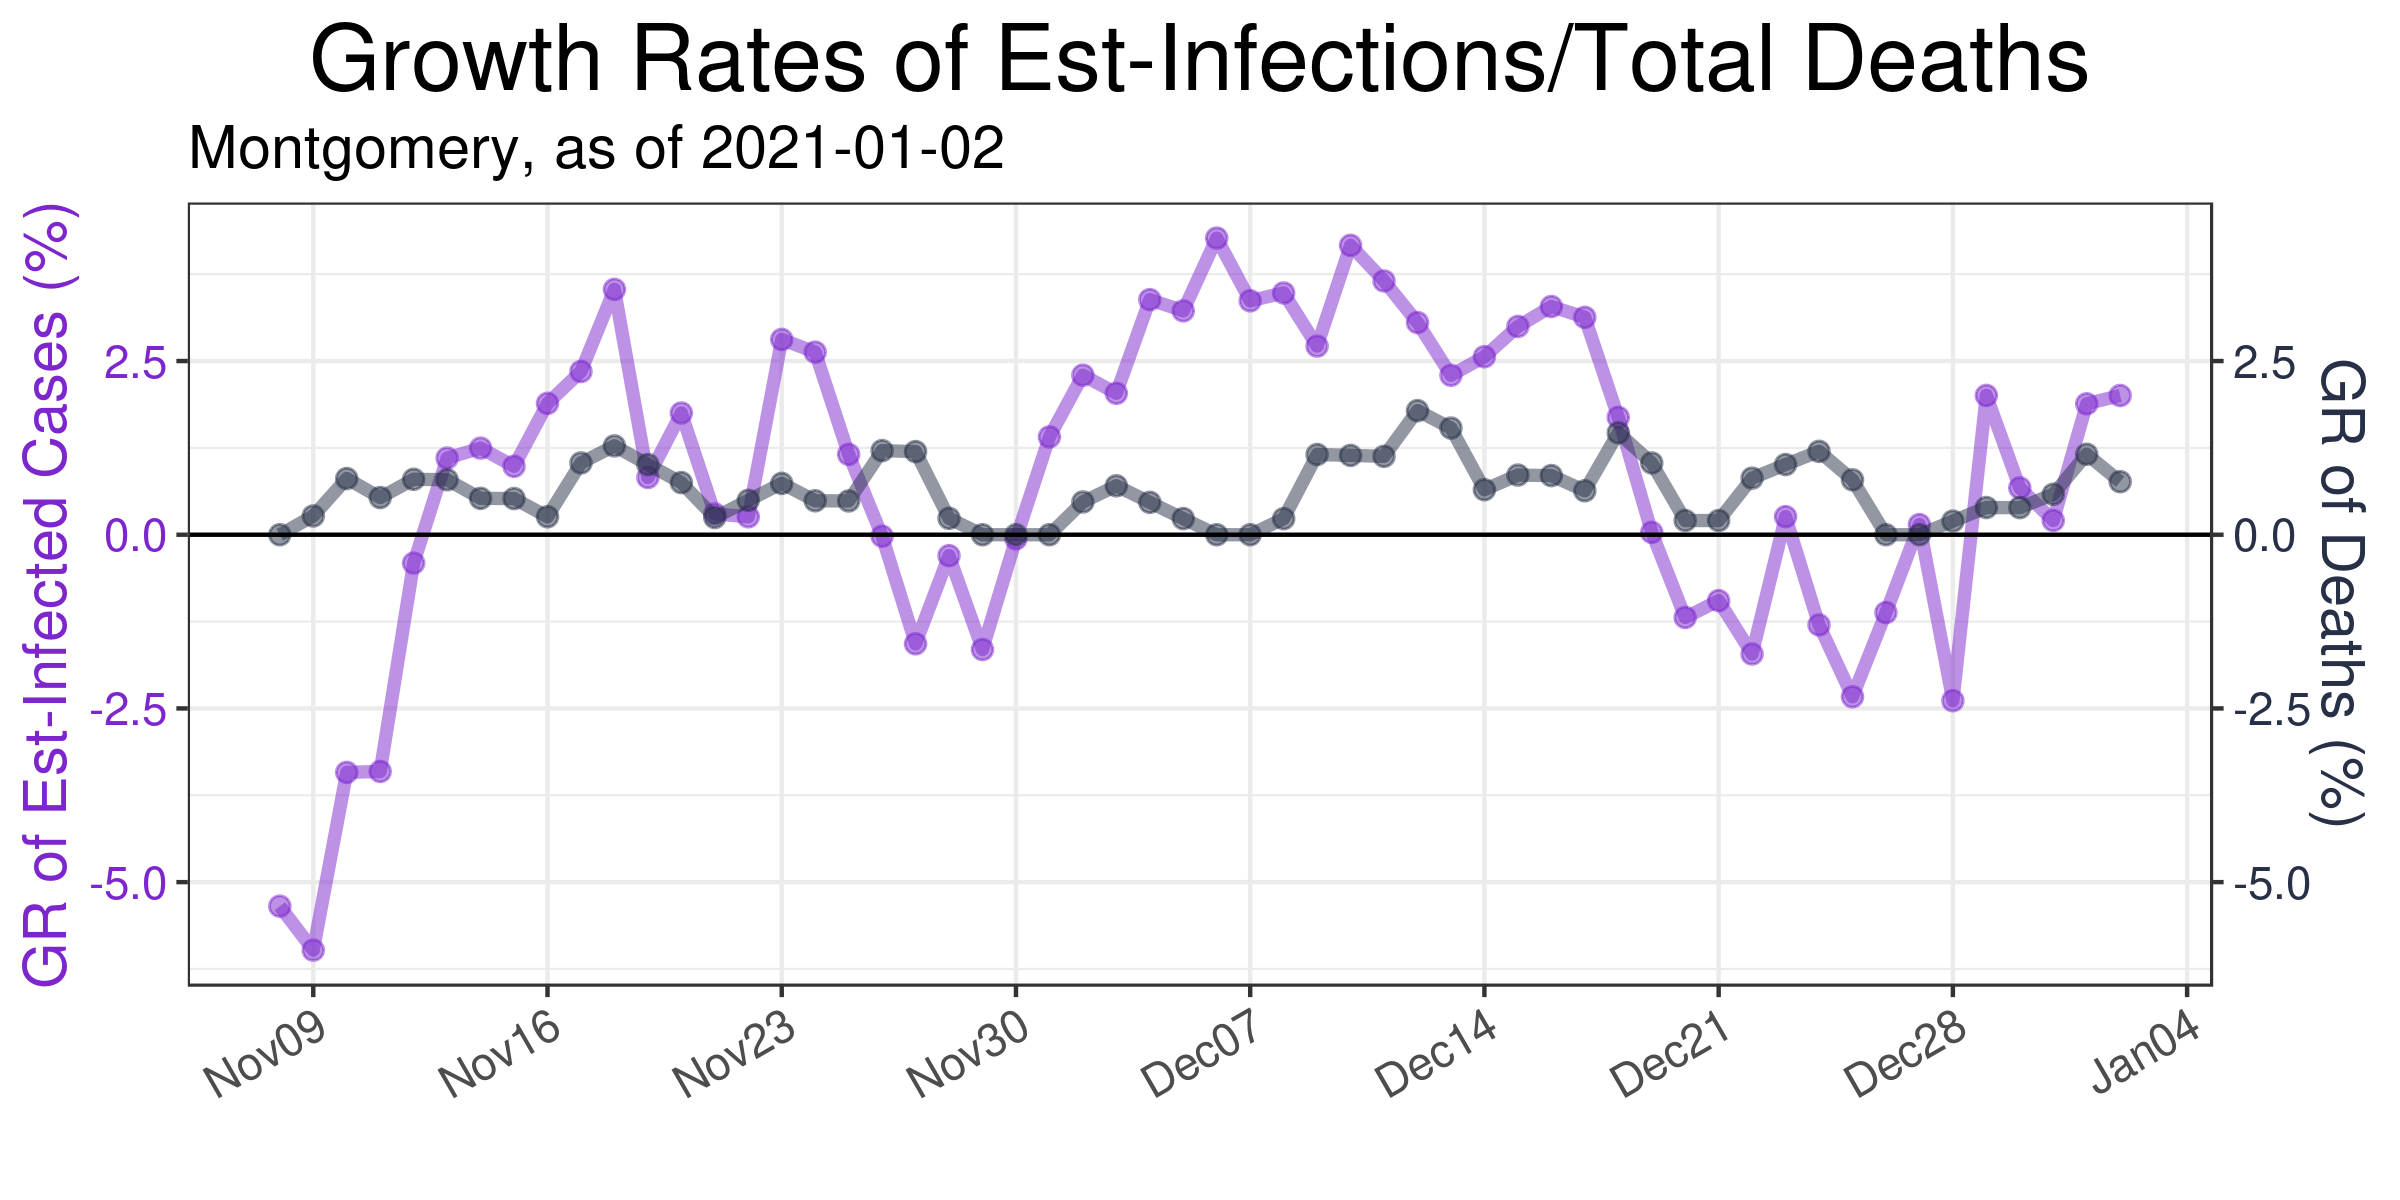 Growth Rates of Est-Infections/Total Deaths
Montgomery, as of 2021-01-02
GR of Est-Infected Cases (%)
2.5
0.0
-2.5
-5.0
2.5
0.0
-2.5
-5.0
GR of Deaths (%)
Nov09
Nov16
Nov23
Nov30
Dec07
Dec14
Dec21
Dec28
Jan04